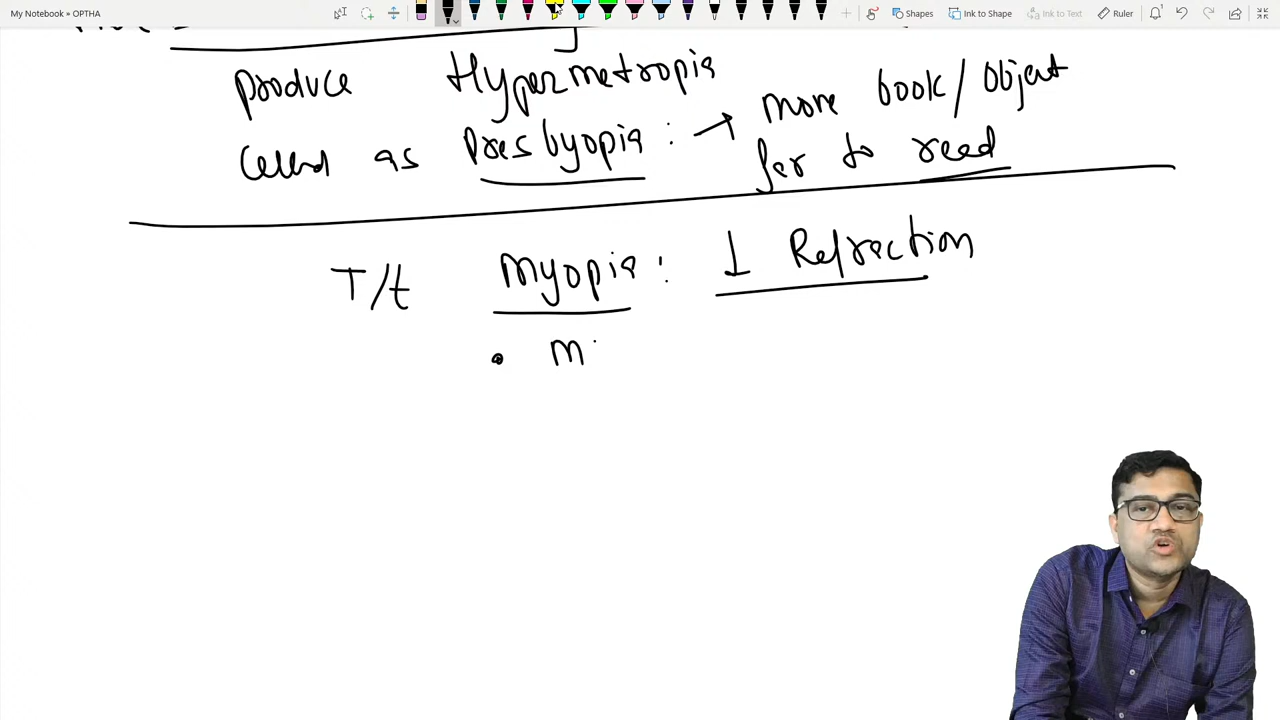 My Notebook » OPTHA
Shapes Ink to Shape Ink to Text Ruler
produce Hypermetropia
as Presbyopia : → more book/Object
far to read
T/t myopia : ↓ Refraction
• m